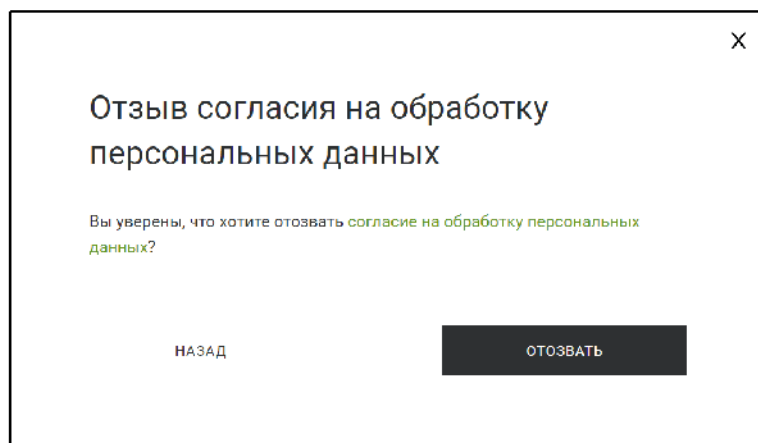 X
Отзыв согласия на обработку
персональных данных
Вы уверены, что хотите отозвать согласие на обработку персональных
данных?
НАЗАД ОТОЗВАТЬ